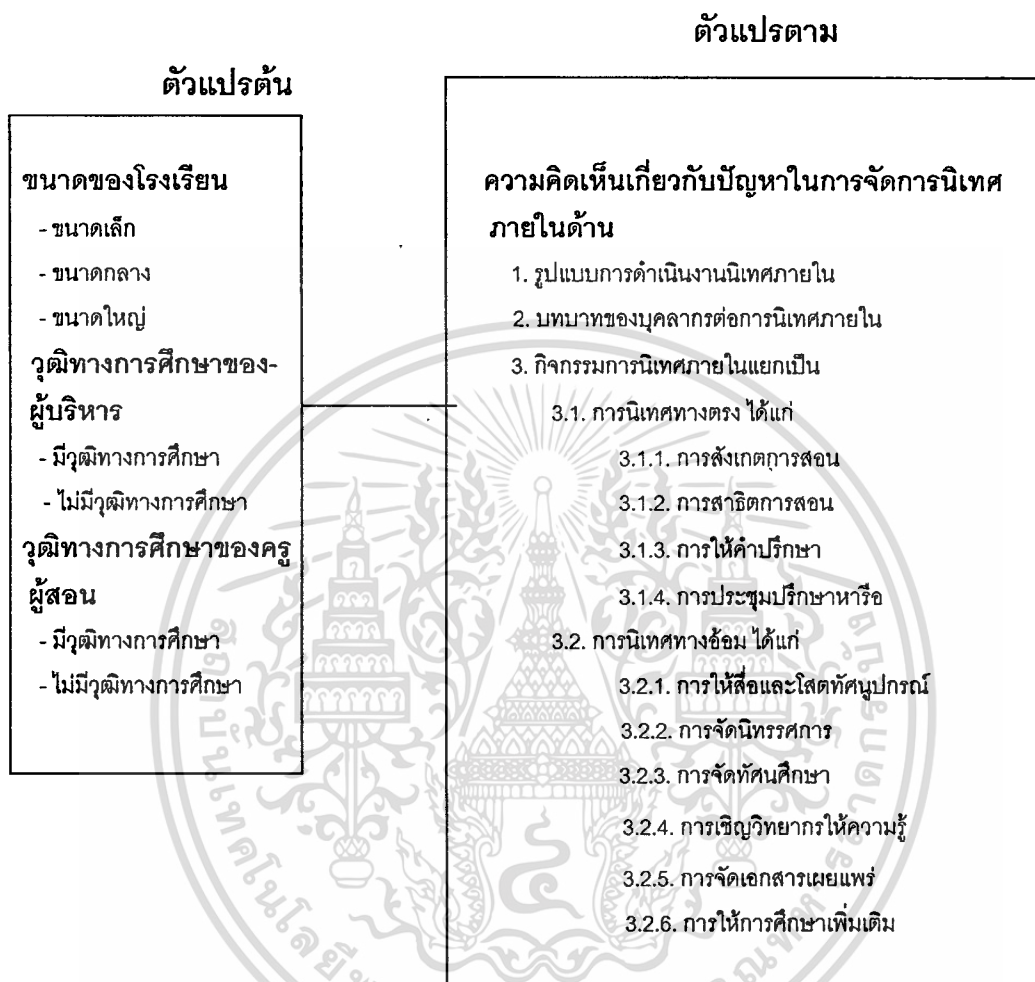 ตัวแปรตาม
ตัวแปรต้น
ขนาดของโรงเรียน
- ขนาดเล็ก
- ขนาดกลาง
- ขนาดใหญ่
วุฒิทางการศึกษาของ-
ผู้บริหาร
- มีวุฒิทางการศึกษา
- ไม่มีวุฒิทางการศึกษา
วุฒิทางการศึกษาของครู
ผู้สอน
- มีวุฒิทางการศึกษา
- ไม่มีวุฒิทางการศึกษา
ความคิดเห็นเกี่ยวกับปัญหาในการจัดการนิเทศ
ภายในด้าน
1. รูปแบบการดำเนินงานนิเทศภายใน
2. บทบาทของบุคลากรต่อการนิเทศภายใน
3. กิจกรรมการนิเทศภายในแยกเป็น
3.1. การนิเทศทางตรง ได้แก่
3.1.1. การสังเกตการสอน
3.1.2. การสาธิตการสอน
3.1.3. การให้คำปรึกษา
3.1.4. การประชุมปรึกษาหารือ
3.2. การนิเทศทางอ้อม ได้แก่
3.2.1. การให้สื่อและโสตทัศนูปกรณ์
3.2.2. การจัดนิทรรศการ
3.2.3. การจัดทัศนศึกษา
3.2.4. การเชิญวิทยากรให้ความรู้
3.2.5. การจัดเอกสารเผยแพร่
3.2.6. การให้การศึกษาเพิ่มเติม